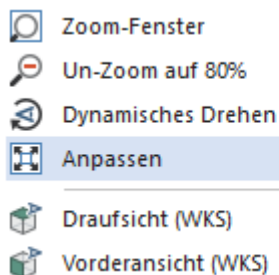 Zoom-Fenster
Un-Zoom auf 80%
Dynamisches Drehen
Anpassen
Draufsicht (WKS)
Vorderansicht (WKS)